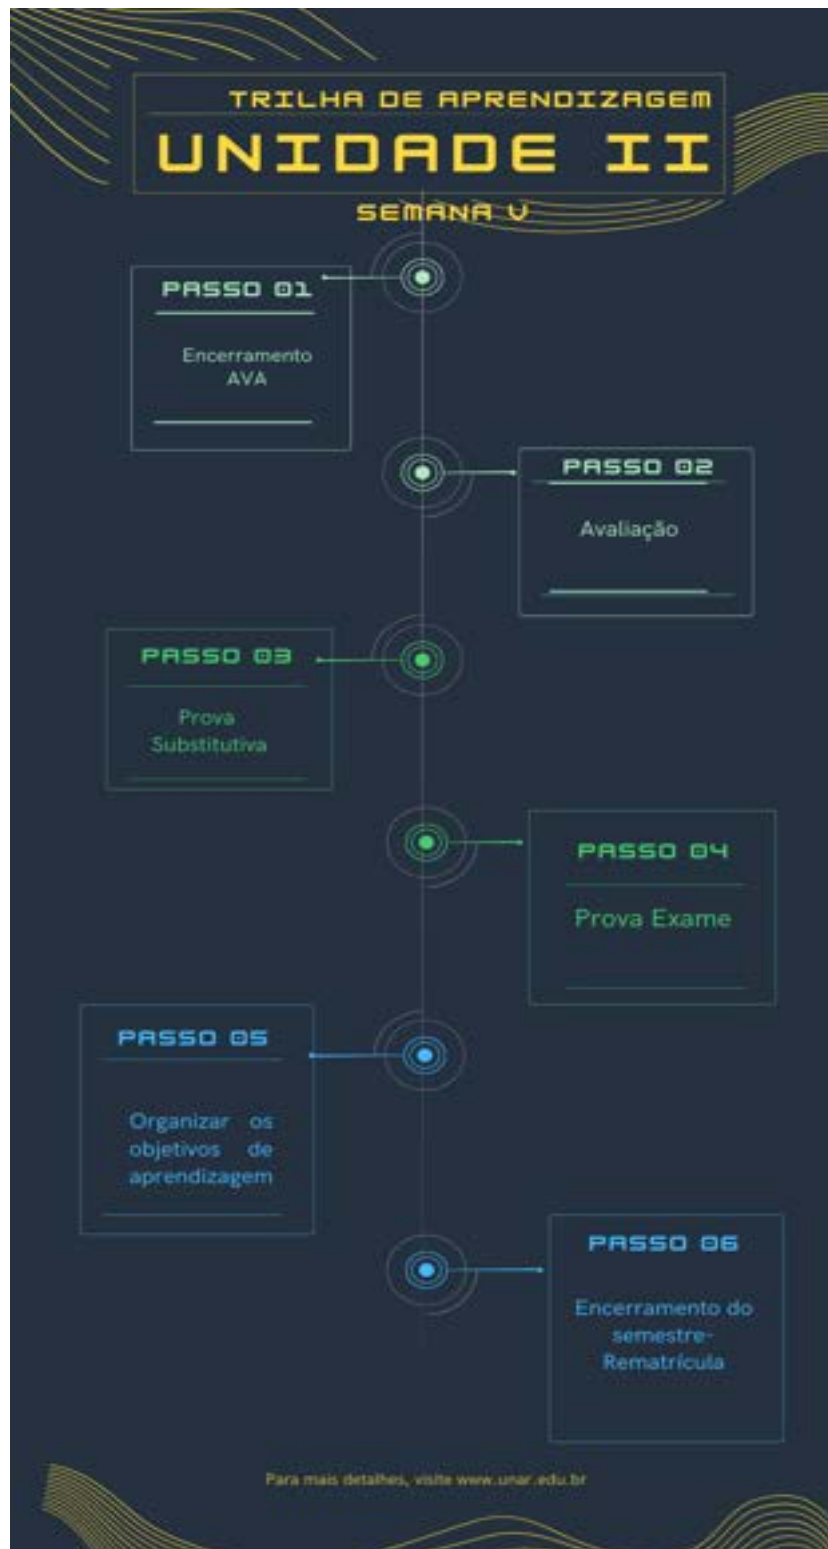 TRILHA DE APRENDIZAGEM
UNIDADE II
SEMANA V
PASSO 01
Encerramento
AVA
PASSO 02
Avaliação
PASSO 03
Prova
Substitutiva
PASSO 04
Prova Exame
PASSO 05
Organizar os
objetivos de
aprendizagem
PASSO 06
Encerramento do
semestre-
Rematrícula
Para mais detalhes, visite www.unar.edu.br